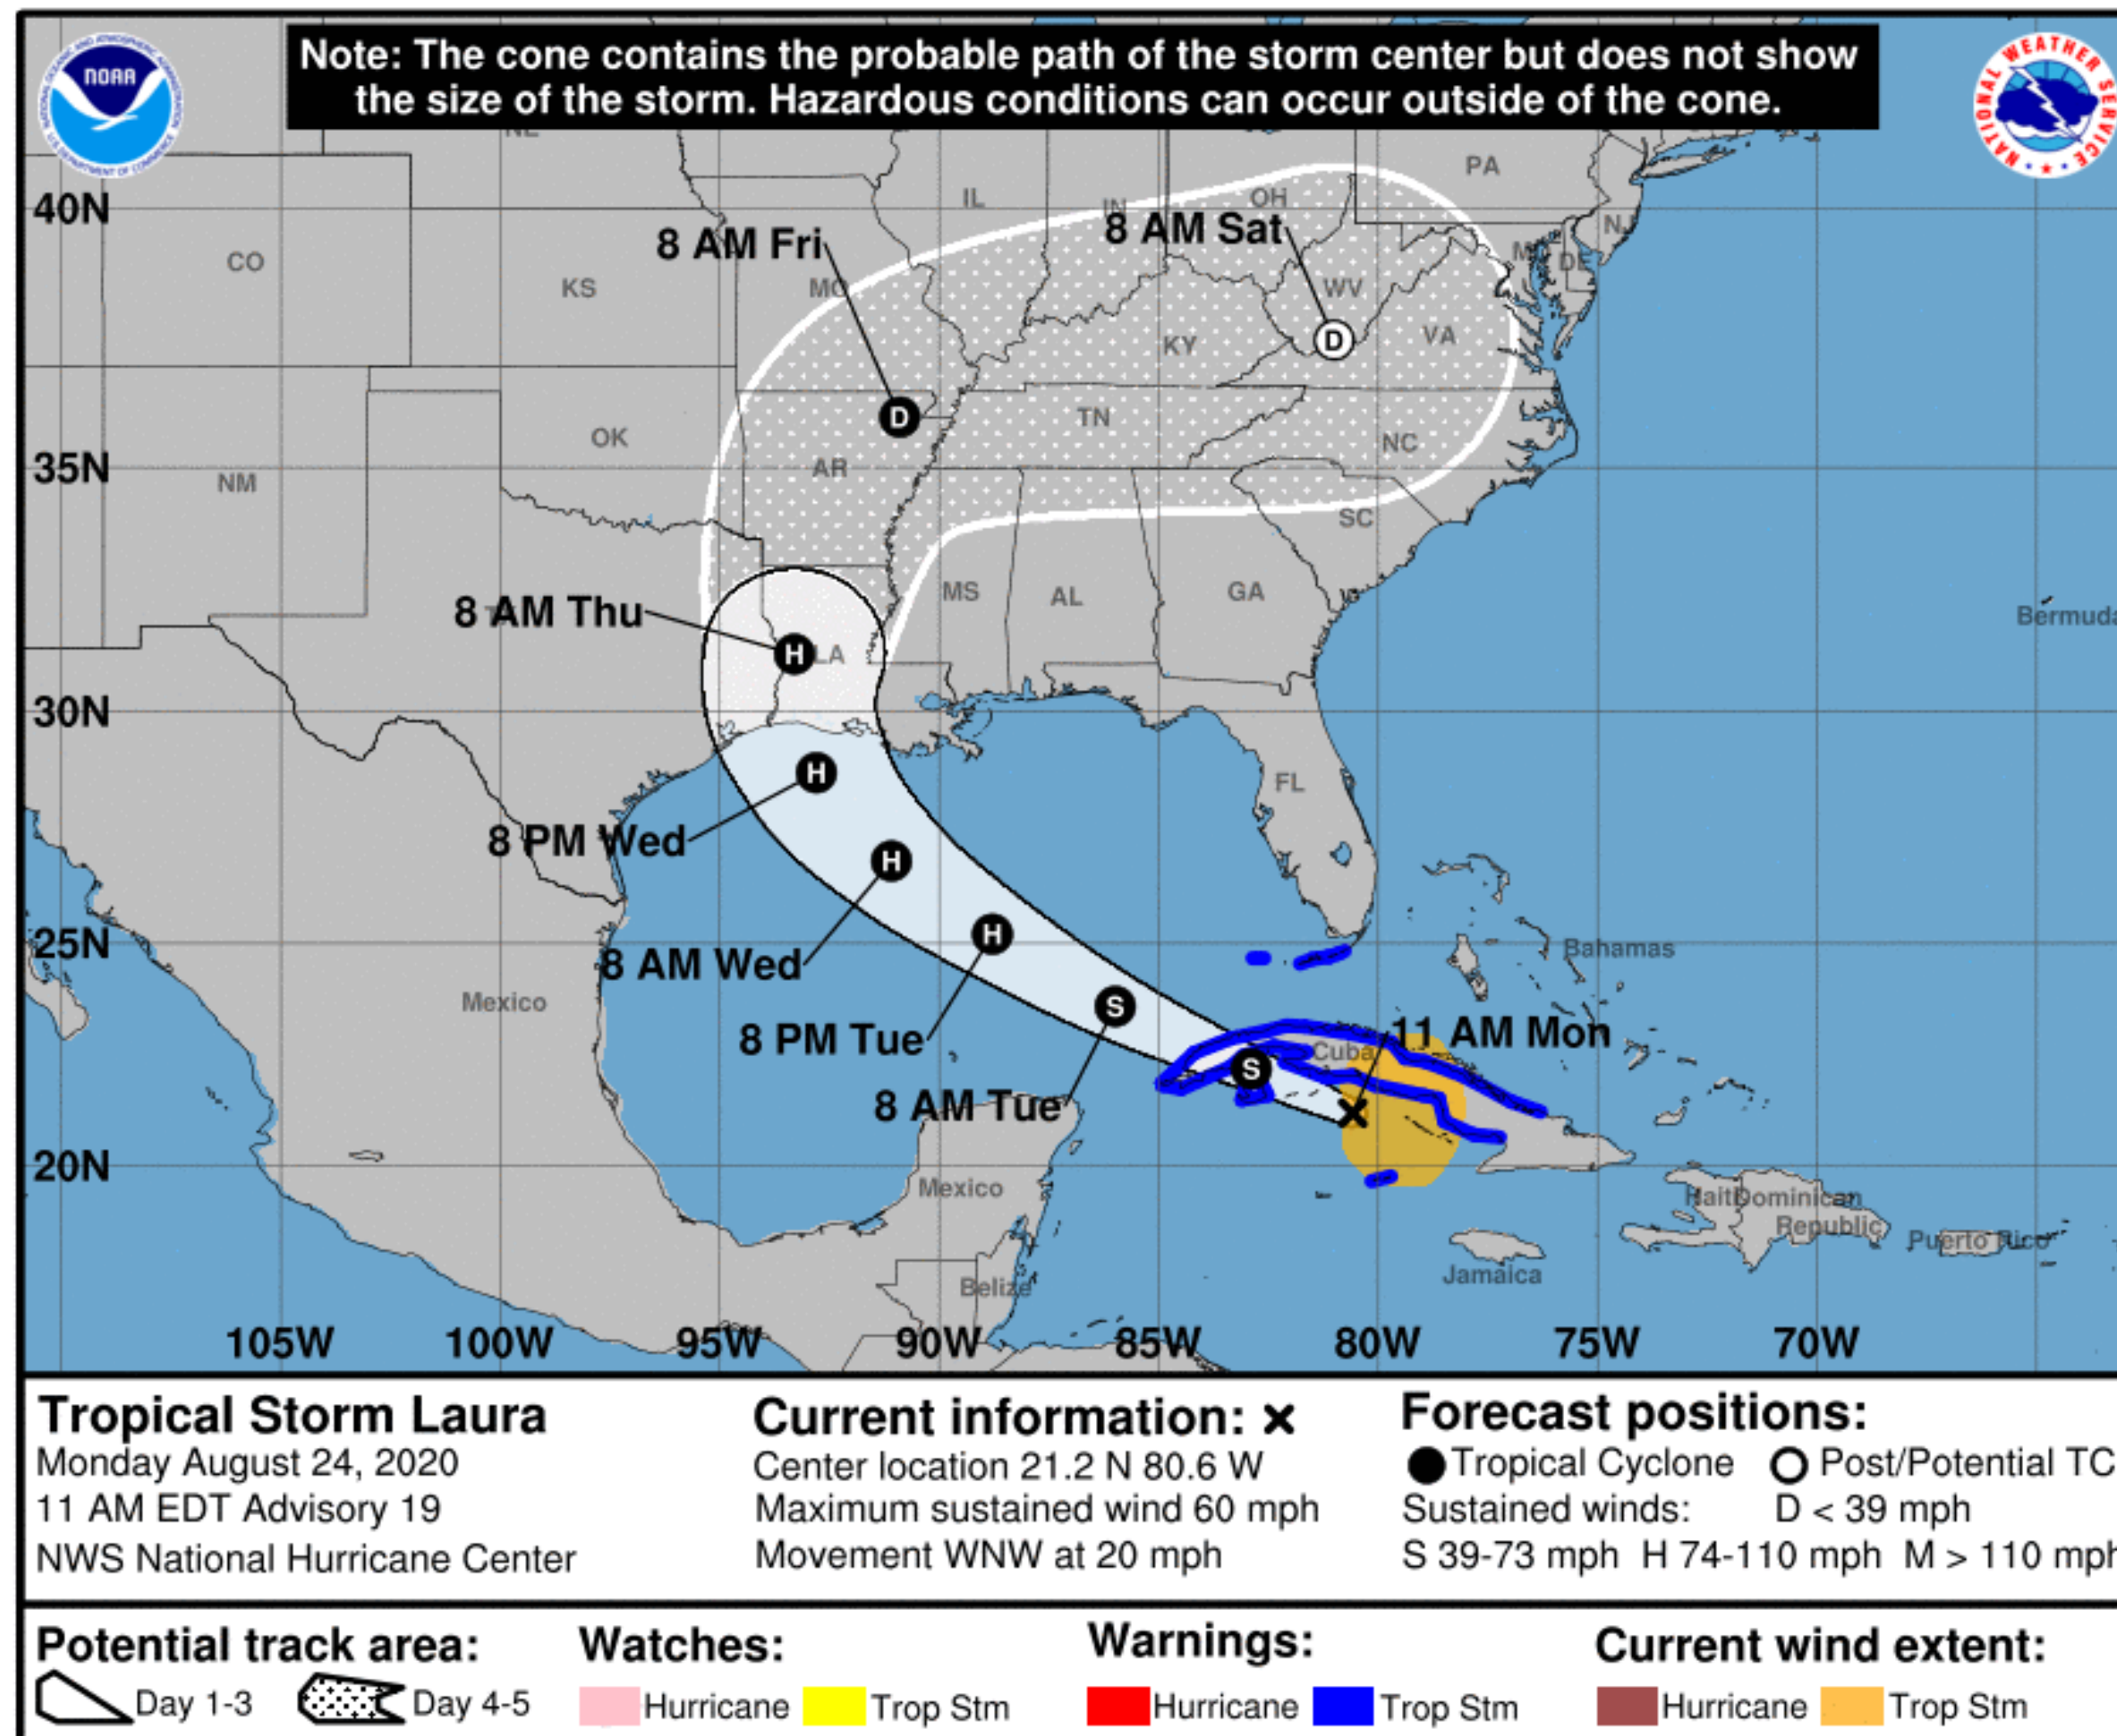 Note: The cone contains the probable path of the storm center but does not show
the size of the storm. Hazardous conditions can occur outside of the cone.
NOAA
NATIONAL WEATHER SERVICE
NE
PA
40N
IL
IN
OH
NJ
8 AM Fri
8 AM Sat
CO
KS
MO
WV
DE
KY
VA
OK
TN
NC
35N
NM
AR
SC
8 AM Thu
MS
AL
GA
Bermuda
LA
30N
FL
8 PM Wed
25N
8 AM Wed
Bahamas
Mexico
8 PM Tue
Cuba
11 AM Mon
8 AM Tue
20N
Mexico
Haiti
Dominican
Republic
Puerto Rico
Jamaica
Belize
D
D
H
H
H
H
S
S
105W 100W 95W 90W 85W 80W 75W 70W
Tropical Storm Laura
Monday August 24, 2020
11 AM EDT Advisory 19
NWS National Hurricane Center
Current information: x
Center location 21.2 N 80.6 W
Maximum sustained wind 60 mph
Movement WNW at 20 mph
Forecast positions:
Tropical Cyclone Post/Potential TC
Sustained winds: D < 39 mph
S 39-73 mph H 74-110 mph M > 110 mph
Potential track area:
Day 1-3 Day 4-5
Watches:
Hurricane Trop Stm
Warnings:
Hurricane Trop Stm
Current wind extent:
Hurricane Trop Stm